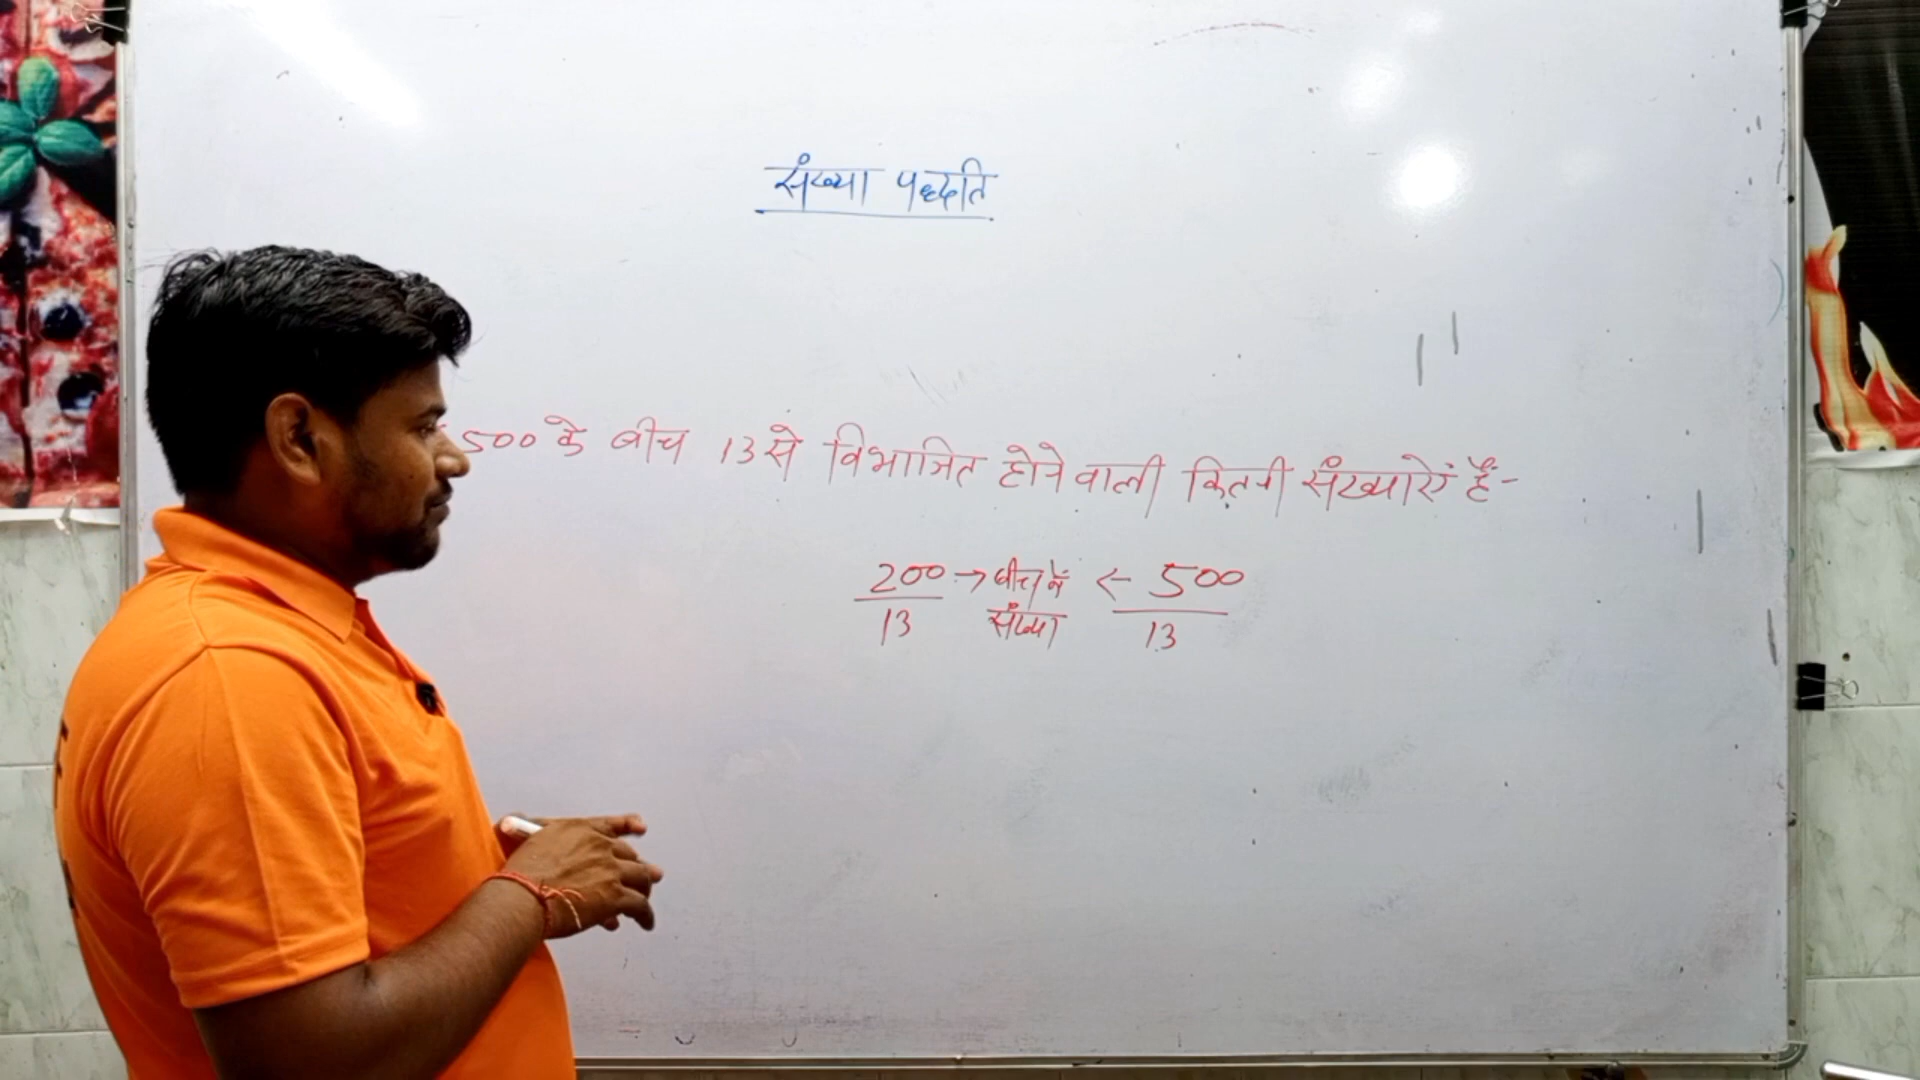 संख्या पद्धति
500 के बीच 13 से विभाजित होने वाली कितनी संख्याऐं हैं-
200 → बीच में ← 500
13 संख्या 13